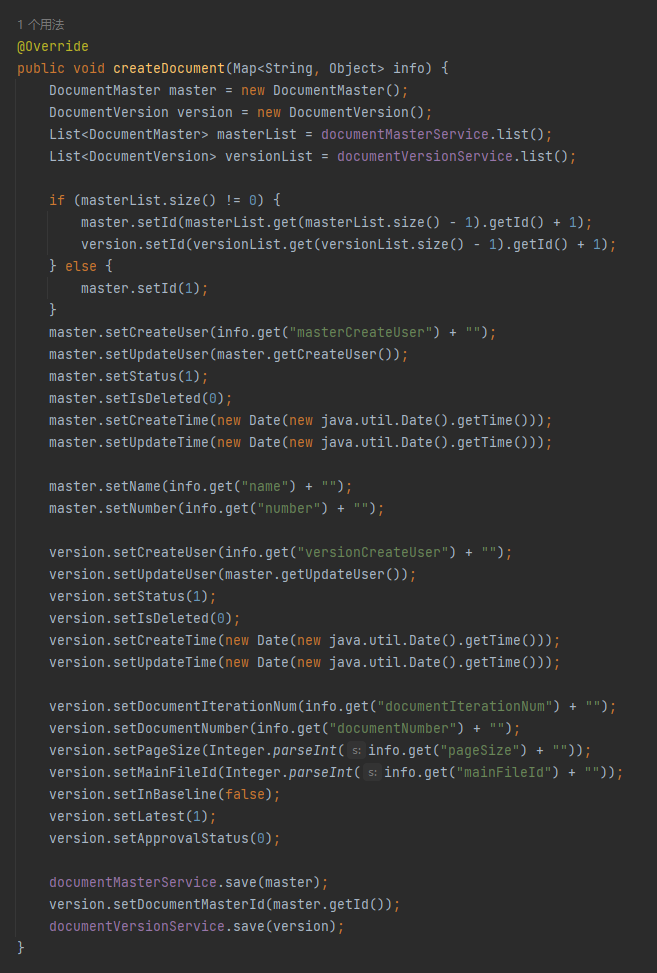 1 个用法
@Override
public void createDocument(Map<String, Object> info) {
    DocumentMaster master = new DocumentMaster();
    DocumentVersion version = new DocumentVersion();
    List<DocumentMaster> masterList = documentMasterService.list();
    List<DocumentVersion> versionList = documentVersionService.list();

    if (masterList.size() != 0) {
        master.setId(masterList.get(masterList.size() - 1).getId() + 1);
        version.setId(versionList.get(versionList.size() - 1).getId() + 1);
    } else {
        master.setId(1);
    }
    master.setCreateUser(info.get("masterCreateUser") + "");
    master.setUpdateUser(master.getCreateUser());
    master.setStatus(1);
    master.setIsDeleted(0);
    master.setCreateTime(new Date(new java.util.Date().getTime()));
    master.setUpdateTime(new Date(new java.util.Date().getTime()));

    master.setName(info.get("name") + "");
    master.setNumber(info.get("number") + "");

    version.setCreateUser(info.get("versionCreateUser") + "");
    version.setUpdateUser(master.getUpdateUser());
    version.setStatus(1);
    version.setIsDeleted(0);
    version.setCreateTime(new Date(new java.util.Date().getTime()));
    version.setUpdateTime(new Date(new java.util.Date().getTime()));

    version.setDocumentIterationNum(info.get("documentIterationNum") + "");
    version.setDocumentNumber(info.get("documentNumber") + "");
    version.setPageSize(Integer.parseInt( s: info.get("pageSize") + ""));
    version.setMainFileId(Integer.parseInt( s: info.get("mainFileId") + ""));
    version.setInBaseline(false);
    version.setLatest(1);
    version.setApprovalStatus(0);

    documentMasterService.save(master);
    version.setDocumentMasterId(master.getId());
    documentVersionService.save(version);
}